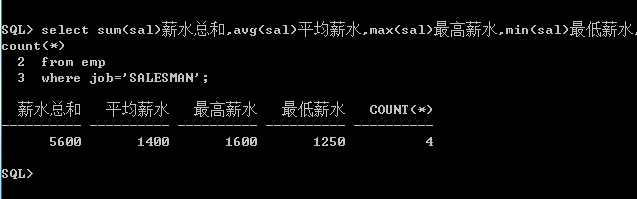 SQL> select sum(sal)薪水总和,avg(sal)平均薪水,max(sal)最高薪水,min(sal)最低薪水,
count(*)
  2  from emp
  3  where job='SALESMAN';
  薪水总和   平均薪水   最高薪水   最低薪水   COUNT(*)
---------- ---------- ---------- ---------- ----------
      5600       1400       1600       1250          4
SQL>